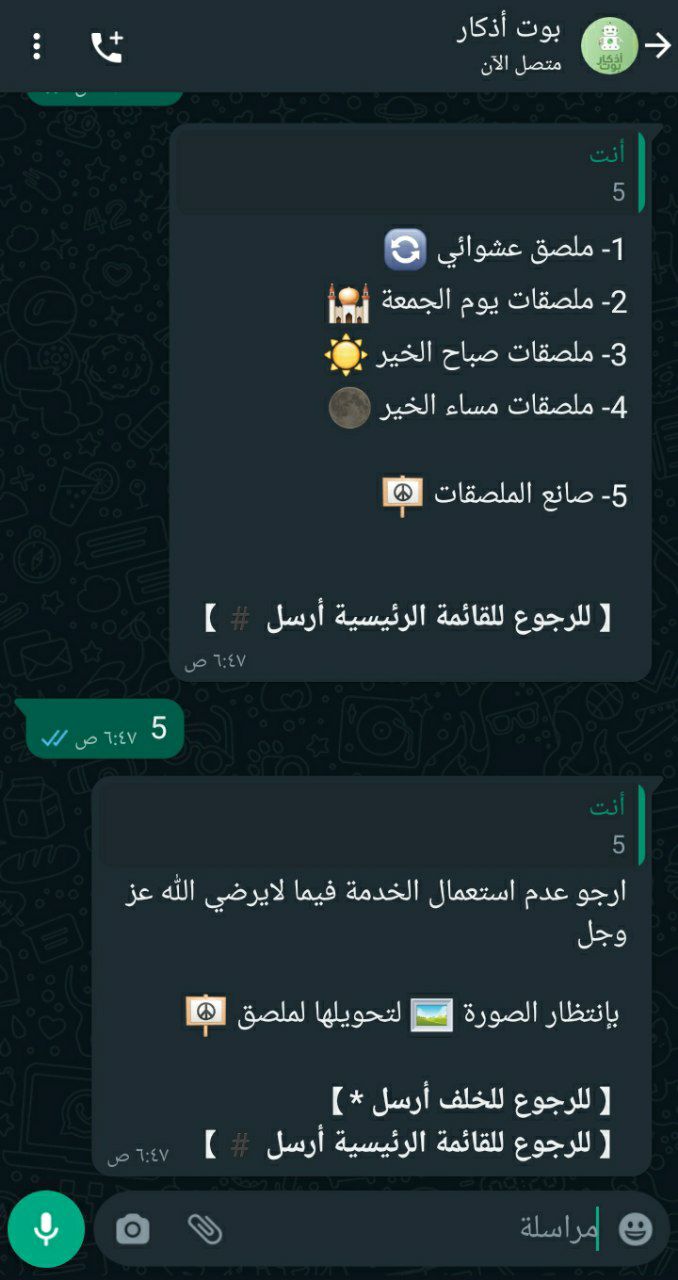 بوت أذكار
متصل الآن
أذكار
بوت
أنت
5
1- ملصق عشوائي 🔄
2- ملصقات يوم الجمعة 🕌
3- ملصقات صباح الخير ☀️
4- ملصقات مساء الخير 🌑
5- صانع الملصقات 🪧
【 للرجوع للقائمة الرئيسية أرسل # 】
٦:٤٧ ص
5
٦:٤٧ ص
أنت
5
ارجو عدم استعمال الخدمة فيما لايرضي الله عز
وجل
بإنتظار الصورة 🖼️ لتحويلها لملصق 🪧
【 للرجوع للخلف أرسل * 】
【 للرجوع للقائمة الرئيسية أرسل # 】
٦:٤٧ ص
مراسلة